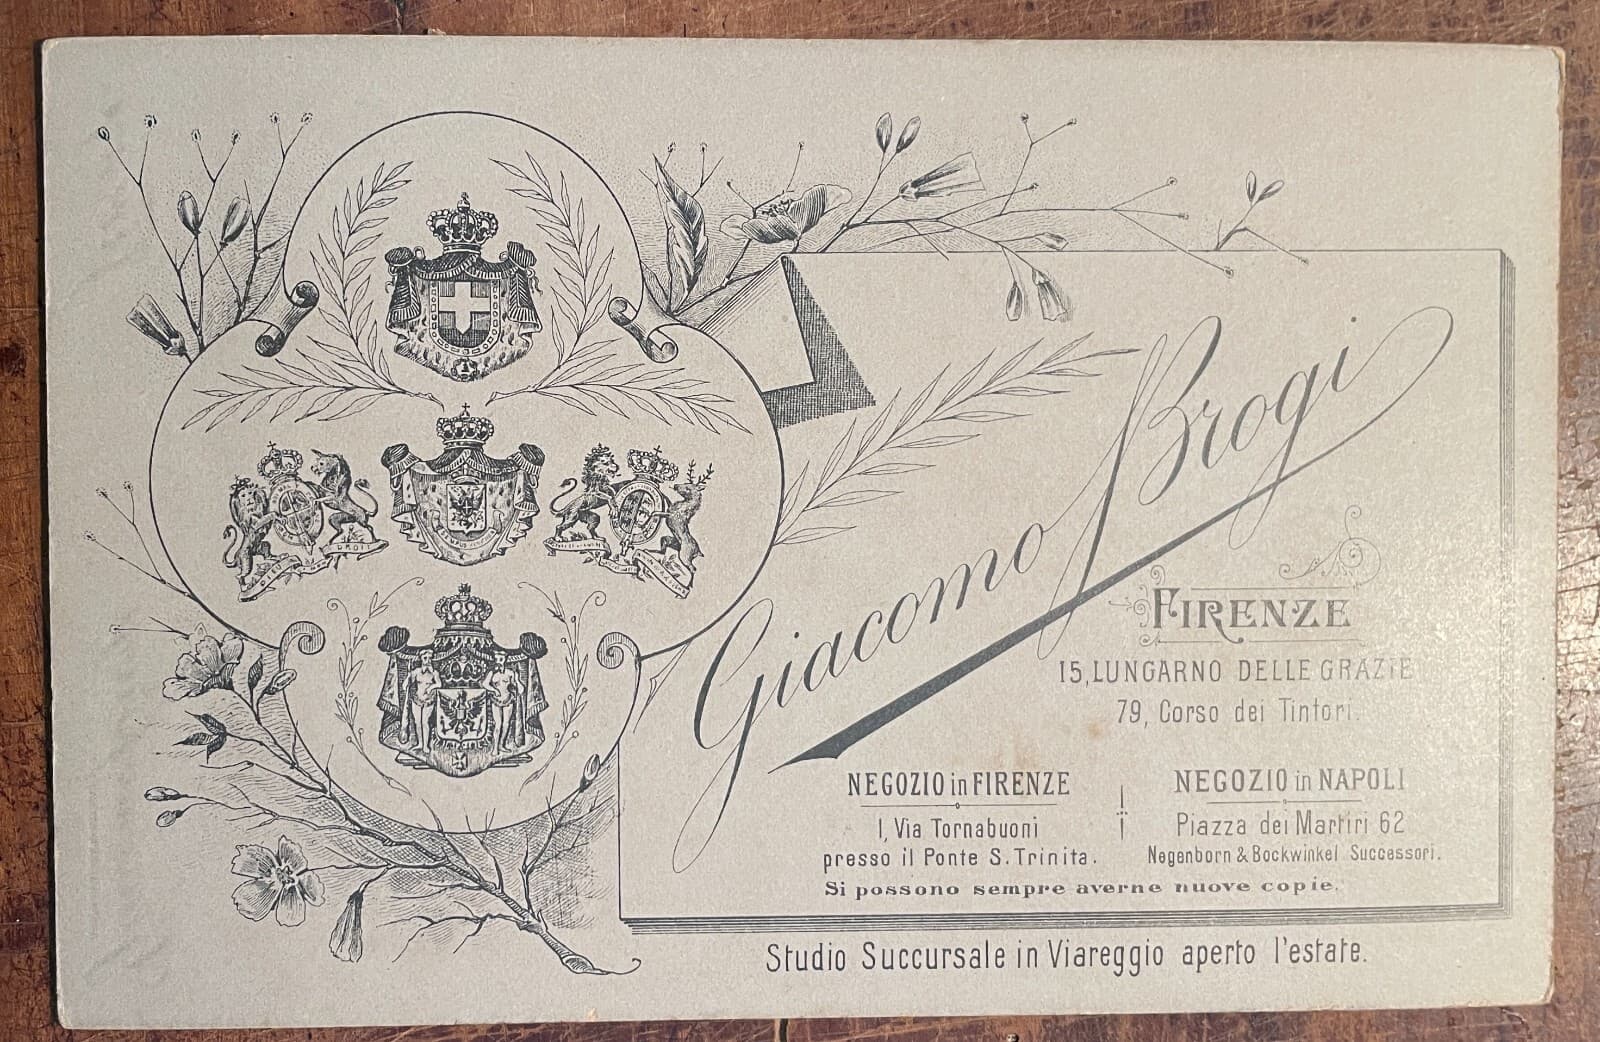 DIEU
DROIT
Giacomo Brogi
FIRENZE
15, LUNGARNO DELLE GRAZIE
79, Corso dei Tintori.
NEGOZIO in FIRENZE
1, Via Tornabuoni
presso il Ponte S. Trinita.
NEGOZIO in NAPOLI
Piazza dei Martiri 62
Negenborn & Bockwinkel Successori.
Si possono sempre averne nuove copie.
Studio Succursale in Viareggio aperto l'estate.